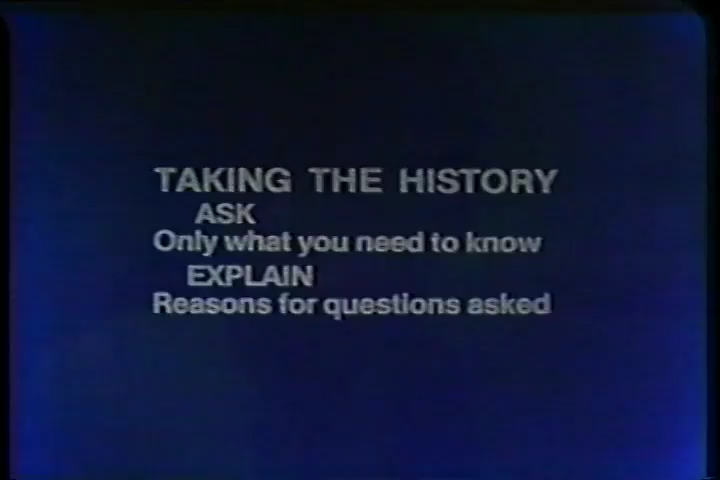 TAKING THE HISTORY
ASK
Only what you need to know
EXPLAIN
Reasons for questions asked